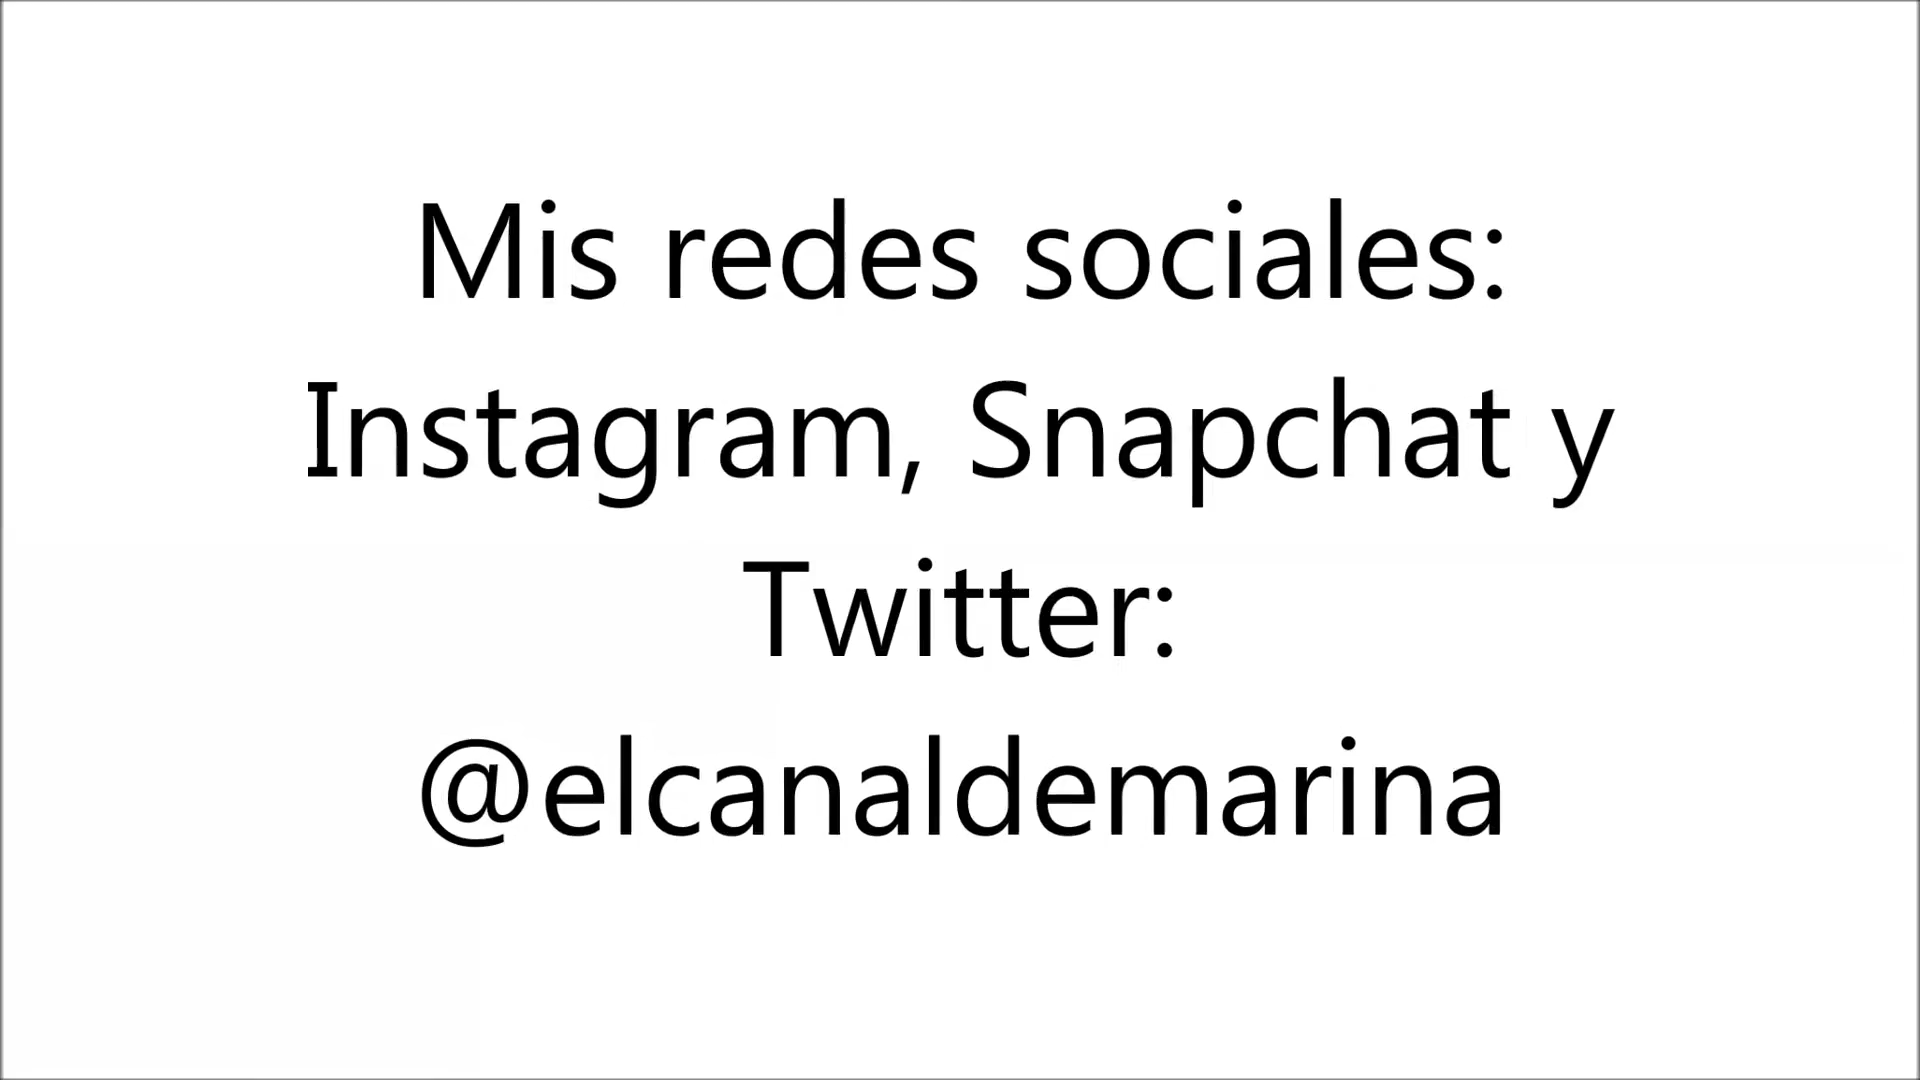 Mis redes sociales:
Instagram, Snapchat y
Twitter:
@elcanaldemarina